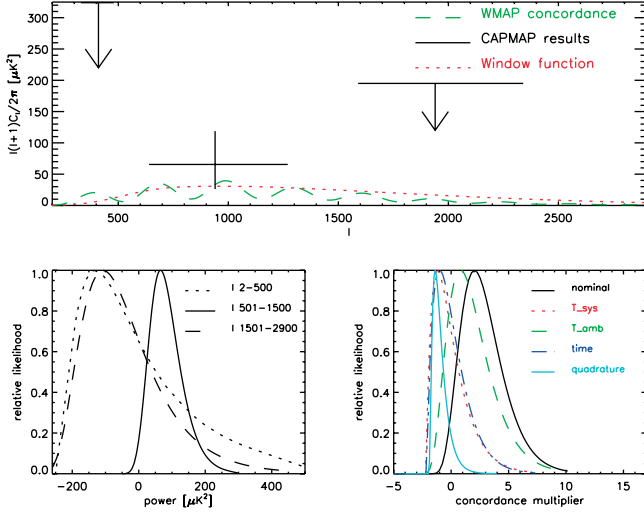 300
250
200
150
100
50
0
l(l+1)C_l/2π [μK²]
WMAP concordance
CAPMAP results
Window function
500 1000 1500 2000 2500
l
1.0
0.8
0.6
0.4
0.2
0.0
relative likelihood
l 2-500
l 501-1500
l 1501-2900
-200 0 200 400
power [μK²]
1.0
0.8
0.6
0.4
0.2
0.0
relative likelihood
nominal
T_sys
T_amb
time
quadrature
-5 0 5 10 15
concordance multiplier